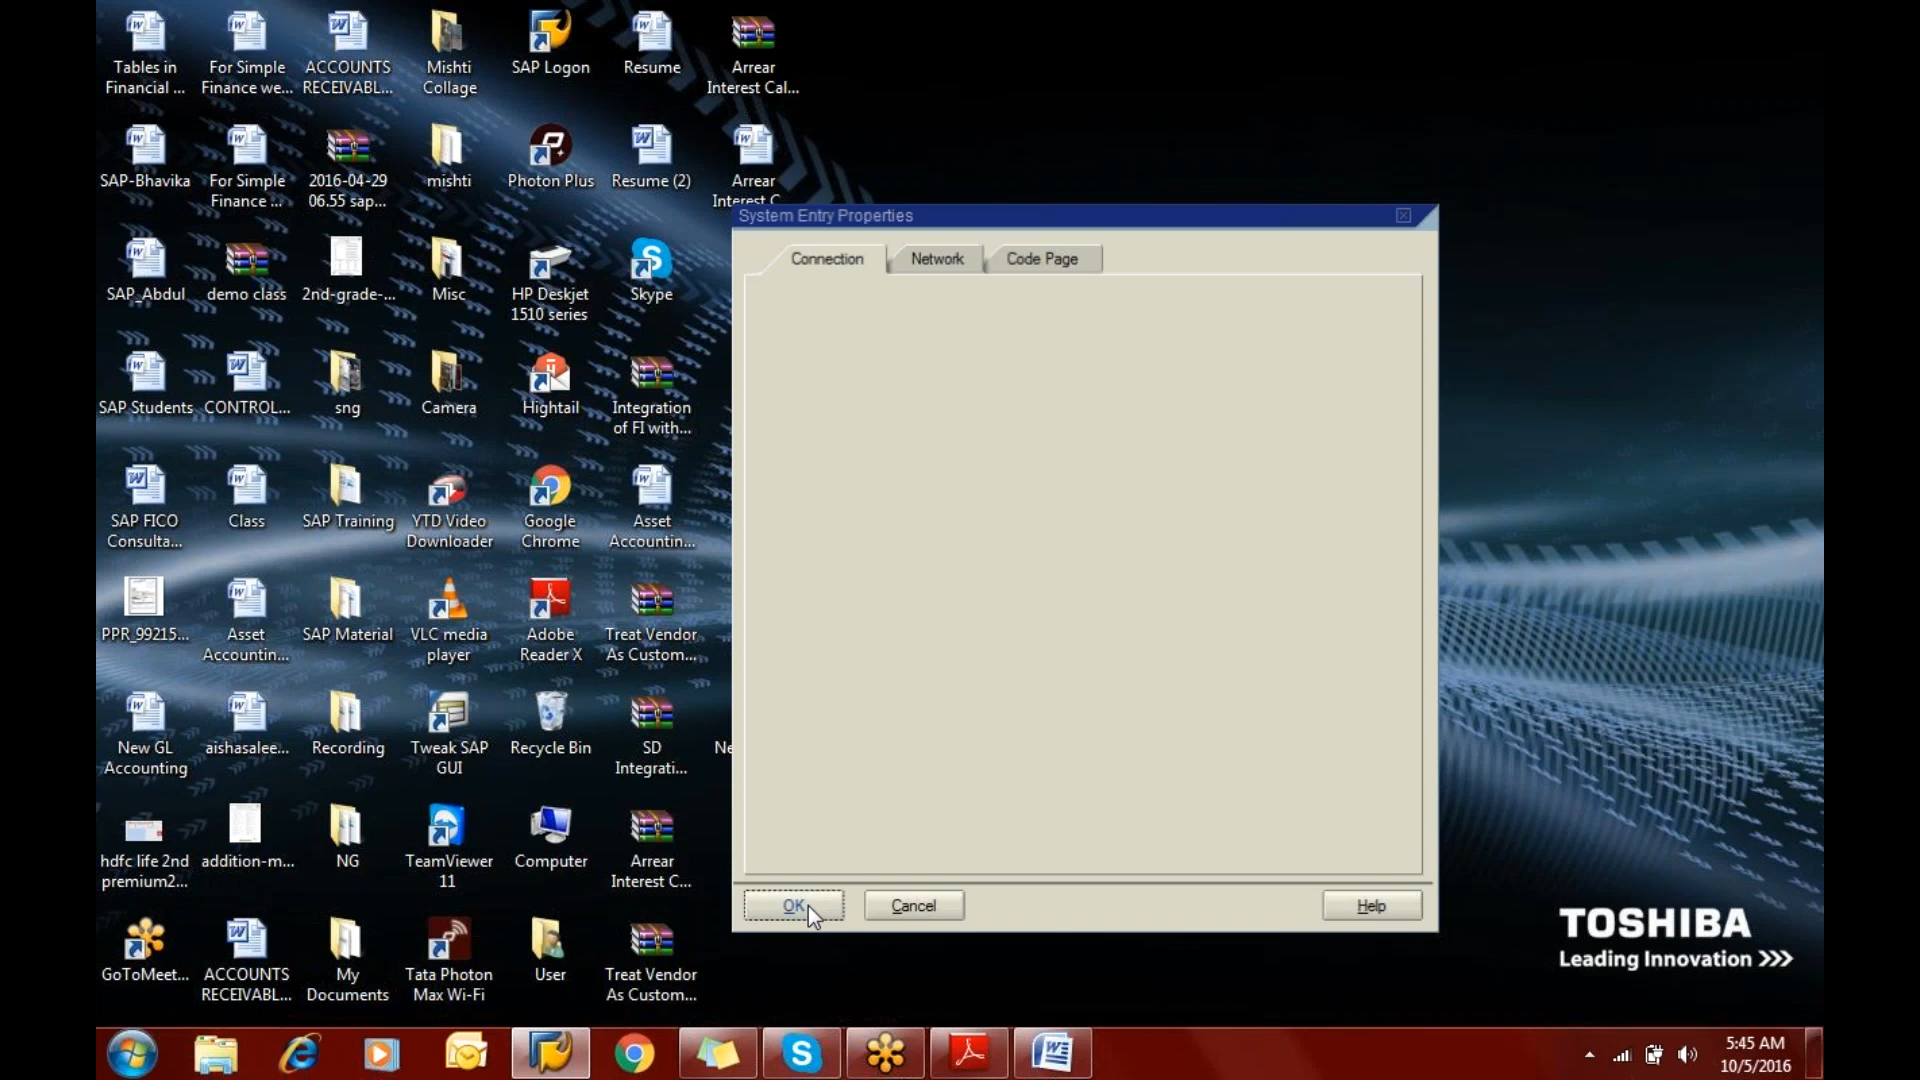 Tables in
Financial ...
For Simple
Finance we...
ACCOUNTS
RECEIVABL...
Mishti
Collage
SAP Logon
Resume
Arrear
Interest Cal...
SAP-Bhavika
For Simple
Finance ...
2016-04-29
06.55 sap...
mishti
Photon Plus
Resume (2)
Arrear
Interest C
SAP_Abdul
demo class
2nd-grade-...
Misc
HP Deskjet
1510 series
Skype
SAP Students
CONTROL...
sng
Camera
Hightail
Integration
of FI with...
SAP FICO
Consulta...
Class
SAP Training
YTD Video
Downloader
Google
Chrome
Asset
Accountin...
PPR_99215...
Asset
Accountin...
SAP Material
VLC media
player
Adobe
Reader X
Treat Vendor
As Custom...
New GL
Accounting
aishasalee...
Recording
Tweak SAP
GUI
Recycle Bin
SD
Integrati...
Ne
hdfc life 2nd
premium2...
addition-m...
NG
TeamViewer
11
Computer
Arrear
Interest C...
GoToMeet...
ACCOUNTS
RECEIVABL...
My
Documents
Tata Photon
Max Wi-Fi
User
Treat Vendor
As Custom...
System Entry Properties
Connection
Network
Code Page
OK
Cancel
Help
TOSHIBA
Leading Innovation >>>
5:45 AM
10/5/2016